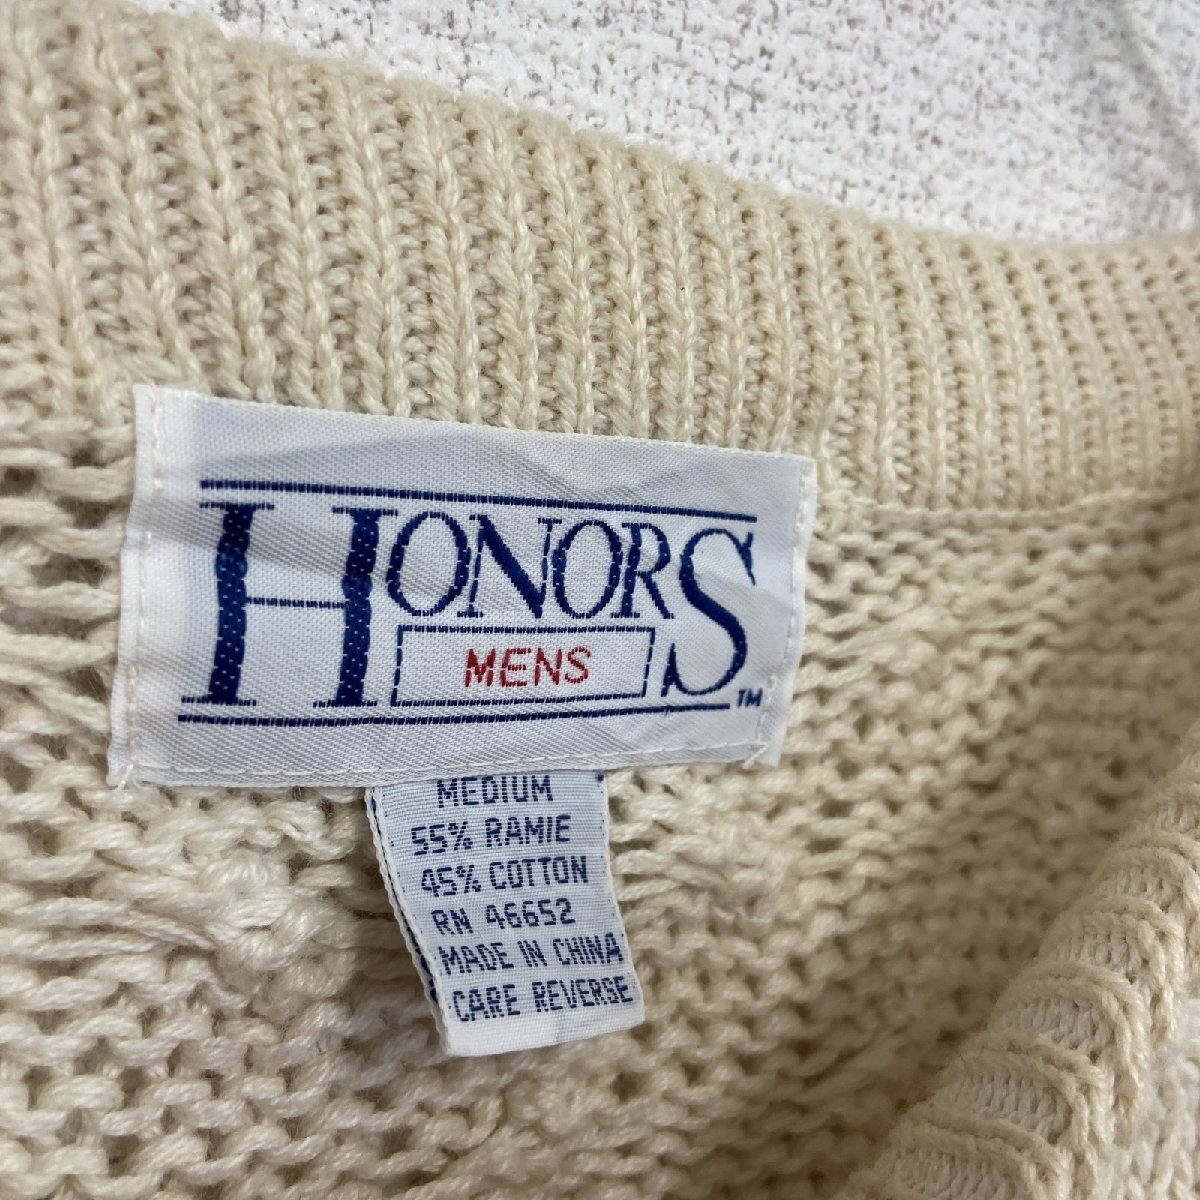 HONORS
MENS
TM
MEDIUM
55% RAMIE
45% COTTON
RN 46652
MADE IN CHINA
CARE REVERSE